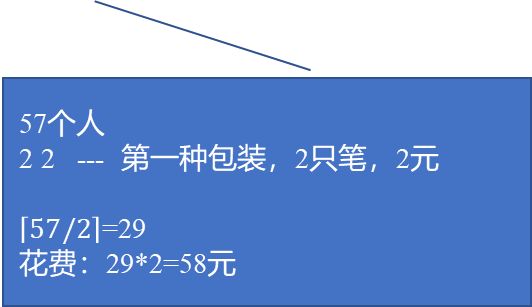 57个人
2 2 --- 第一种包装，2只笔，2元
⌈57/2⌉=29
花费：29*2=58元